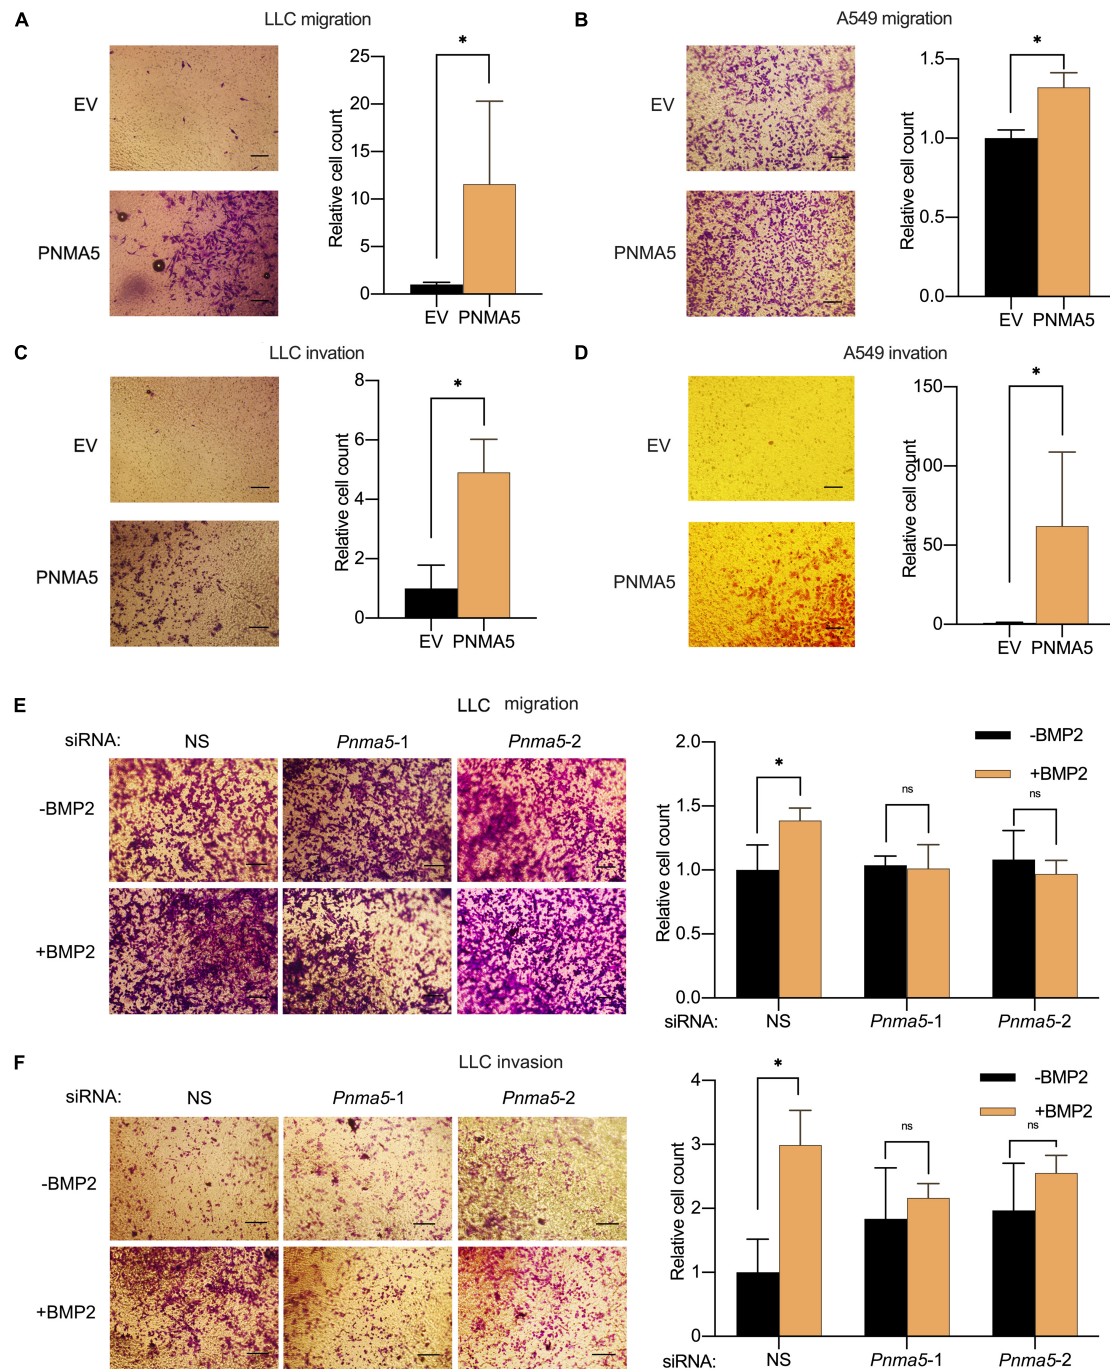 A
LLC migration
EV
PNMA5
Relative cell count
25
20
15
10
5
0
*
EV PNMA5
B
A549 migration
EV
PNMA5
Relative cell count
1.5
1.0
0.5
0.0
*
EV PNMA5
C
LLC invation
EV
PNMA5
Relative cell count
8
6
4
2
0
*
EV PNMA5
D
A549 invation
EV
PNMA5
Relative cell count
150
100
50
0
*
EV PNMA5
E
LLC migration
siRNA: NS Pnma5-1 Pnma5-2
-BMP2
+BMP2
Relative cell count
2.0
1.5
1.0
0.5
0.0
-BMP2
+BMP2
* ns ns
siRNA: NS Pnma5-1 Pnma5-2
F
LLC invasion
siRNA: NS Pnma5-1 Pnma5-2
-BMP2
+BMP2
Relative cell count
4
3
2
1
0
-BMP2
+BMP2
* ns ns
siRNA: NS Pnma5-1 Pnma5-2